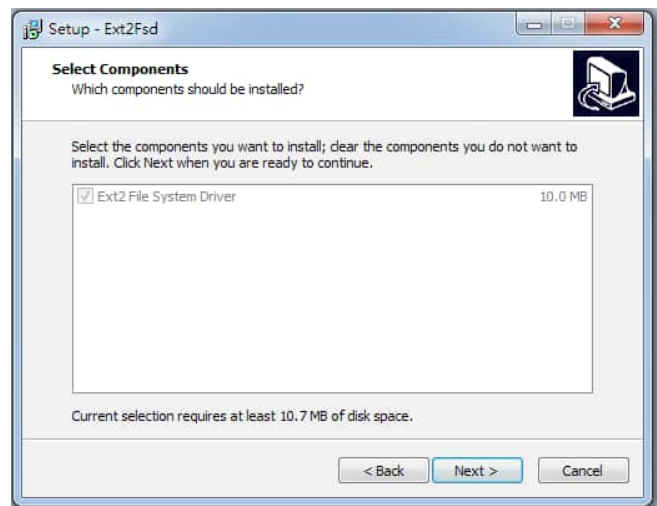 Setup - Ext2Fsd
Select Components
Which components should be installed?
Select the components you want to install; clear the components you do not want to
install. Click Next when you are ready to continue.
Ext2 File System Driver 10.0 MB
Current selection requires at least 10.7 MB of disk space.
< Back Next > Cancel